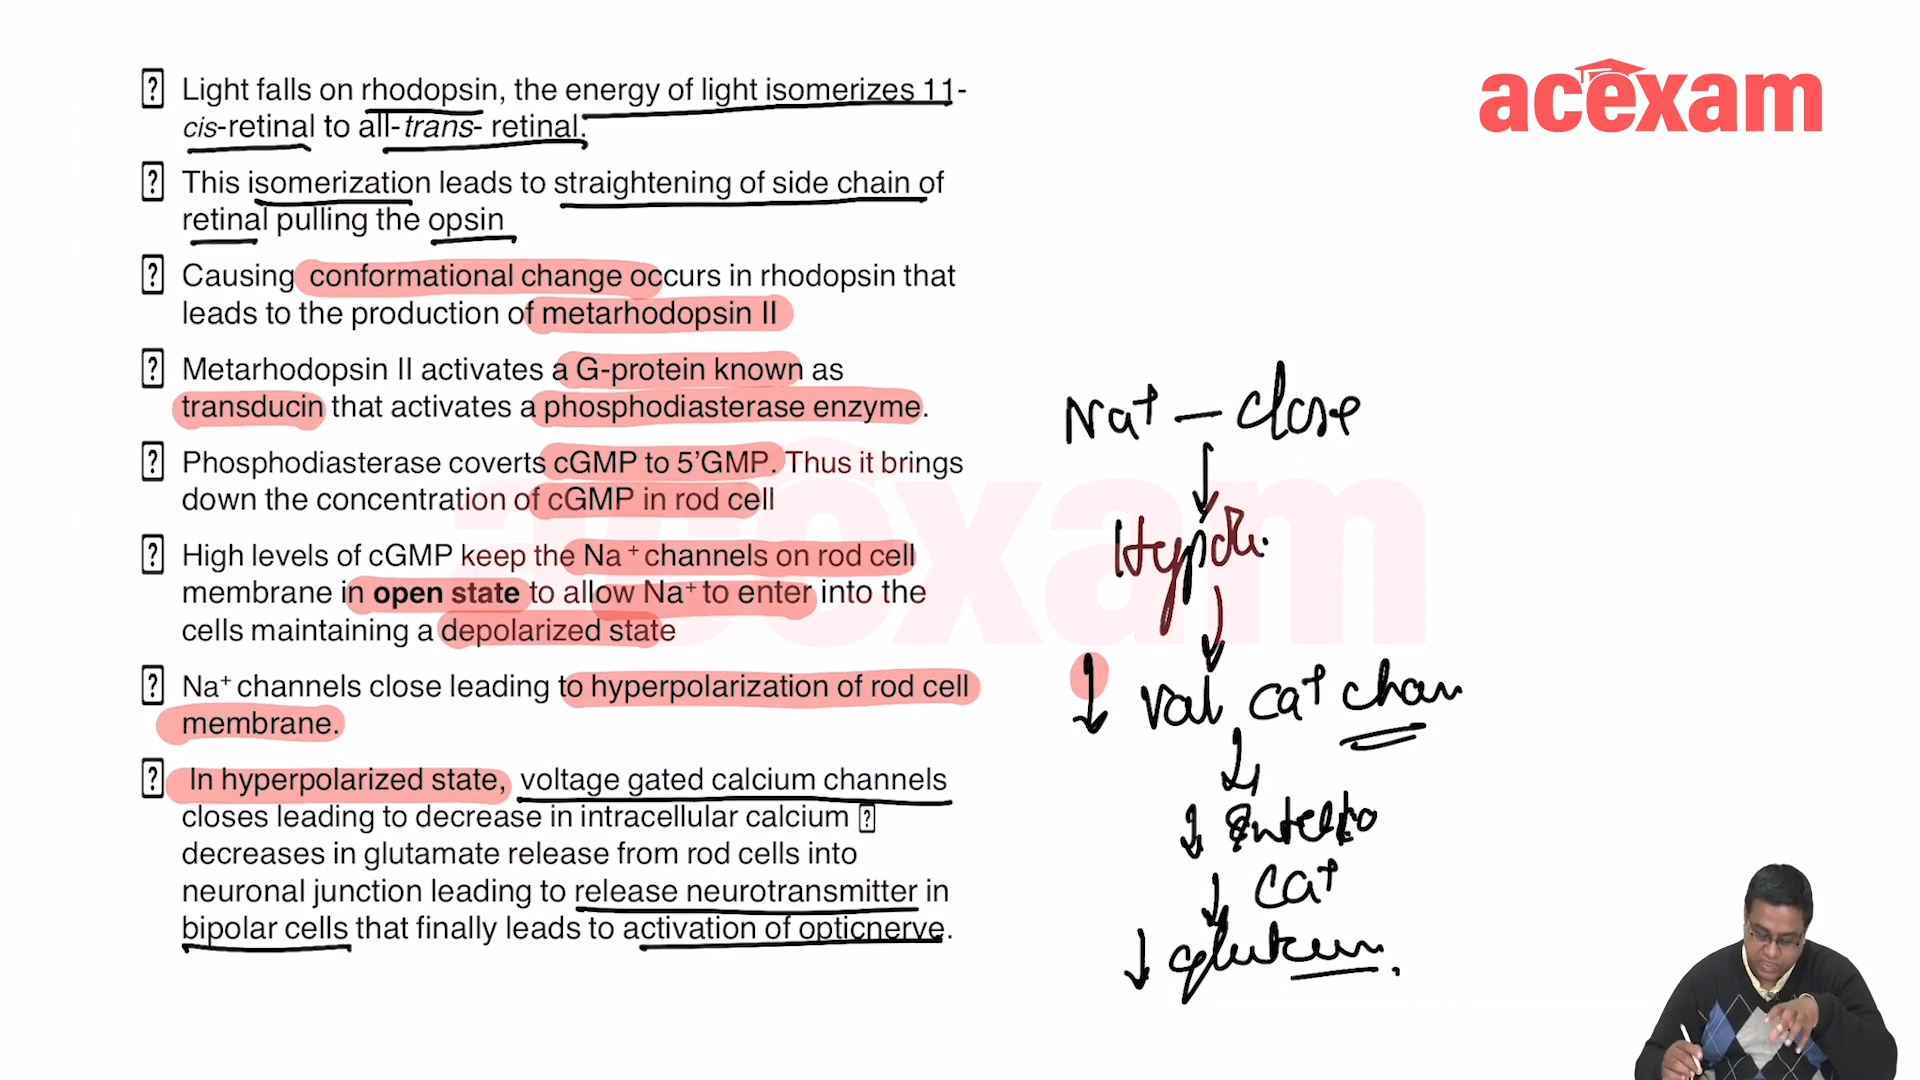 acexam
Light falls on rhodopsin, the energy of light isomerizes 11-
cis-retinal to all-trans- retinal.
This isomerization leads to straightening of side chain of
retinal pulling the opsin
Causing conformational change occurs in rhodopsin that
leads to the production of metarhodopsin II
Metarhodopsin II activates a G-protein known as
transducin that activates a phosphodiasterase enzyme.
Phosphodiasterase coverts cGMP to 5'GMP. Thus it brings
down the concentration of cGMP in rod cell
High levels of cGMP keep the Na⁺ channels on rod cell
membrane in open state to allow Na⁺ to enter into the
cells maintaining a depolarized state
Na⁺ channels close leading to hyperpolarization of rod cell
membrane.
In hyperpolarized state, voltage gated calcium channels
closes leading to decrease in intracellular calcium
decreases in glutamate release from rod cells into
neuronal junction leading to release neurotransmitter in
bipolar cells that finally leads to activation of opticnerve.
Na⁺ — close
↓
↓
↓ Val Ca⁺ chan
↓
↓
↓ Ca⁺
↓
acexam